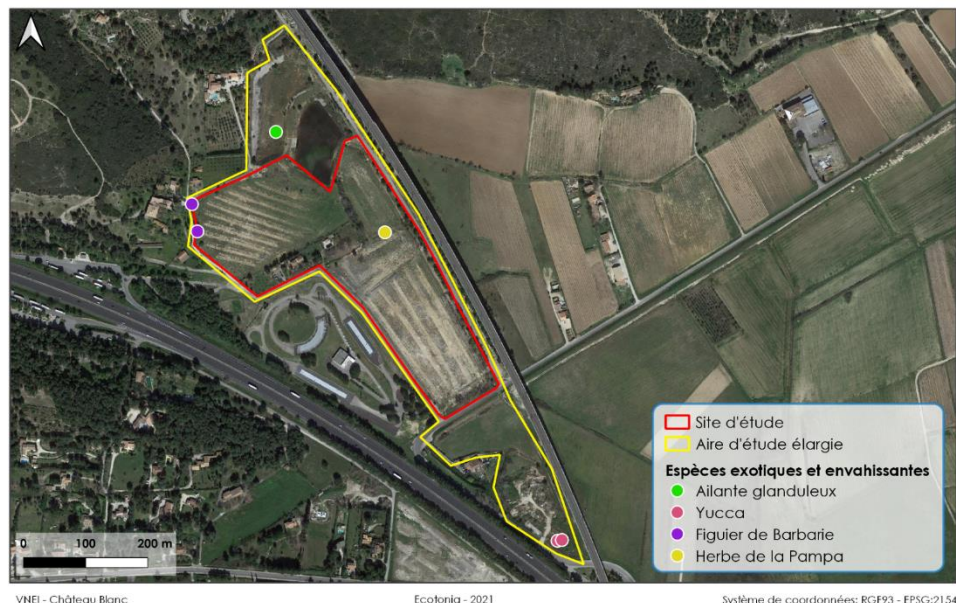 Site d'étude
Aire d'étude élargie
Espèces exotiques et envahissantes
Ailante glanduleux
Yucca
Figuier de Barbarie
Herbe de la Pampa
0 100 200 m
VNEI - Château Blanc
Ecotonia - 2021
Système de coordonnées: RGF93 - EPSG:2154